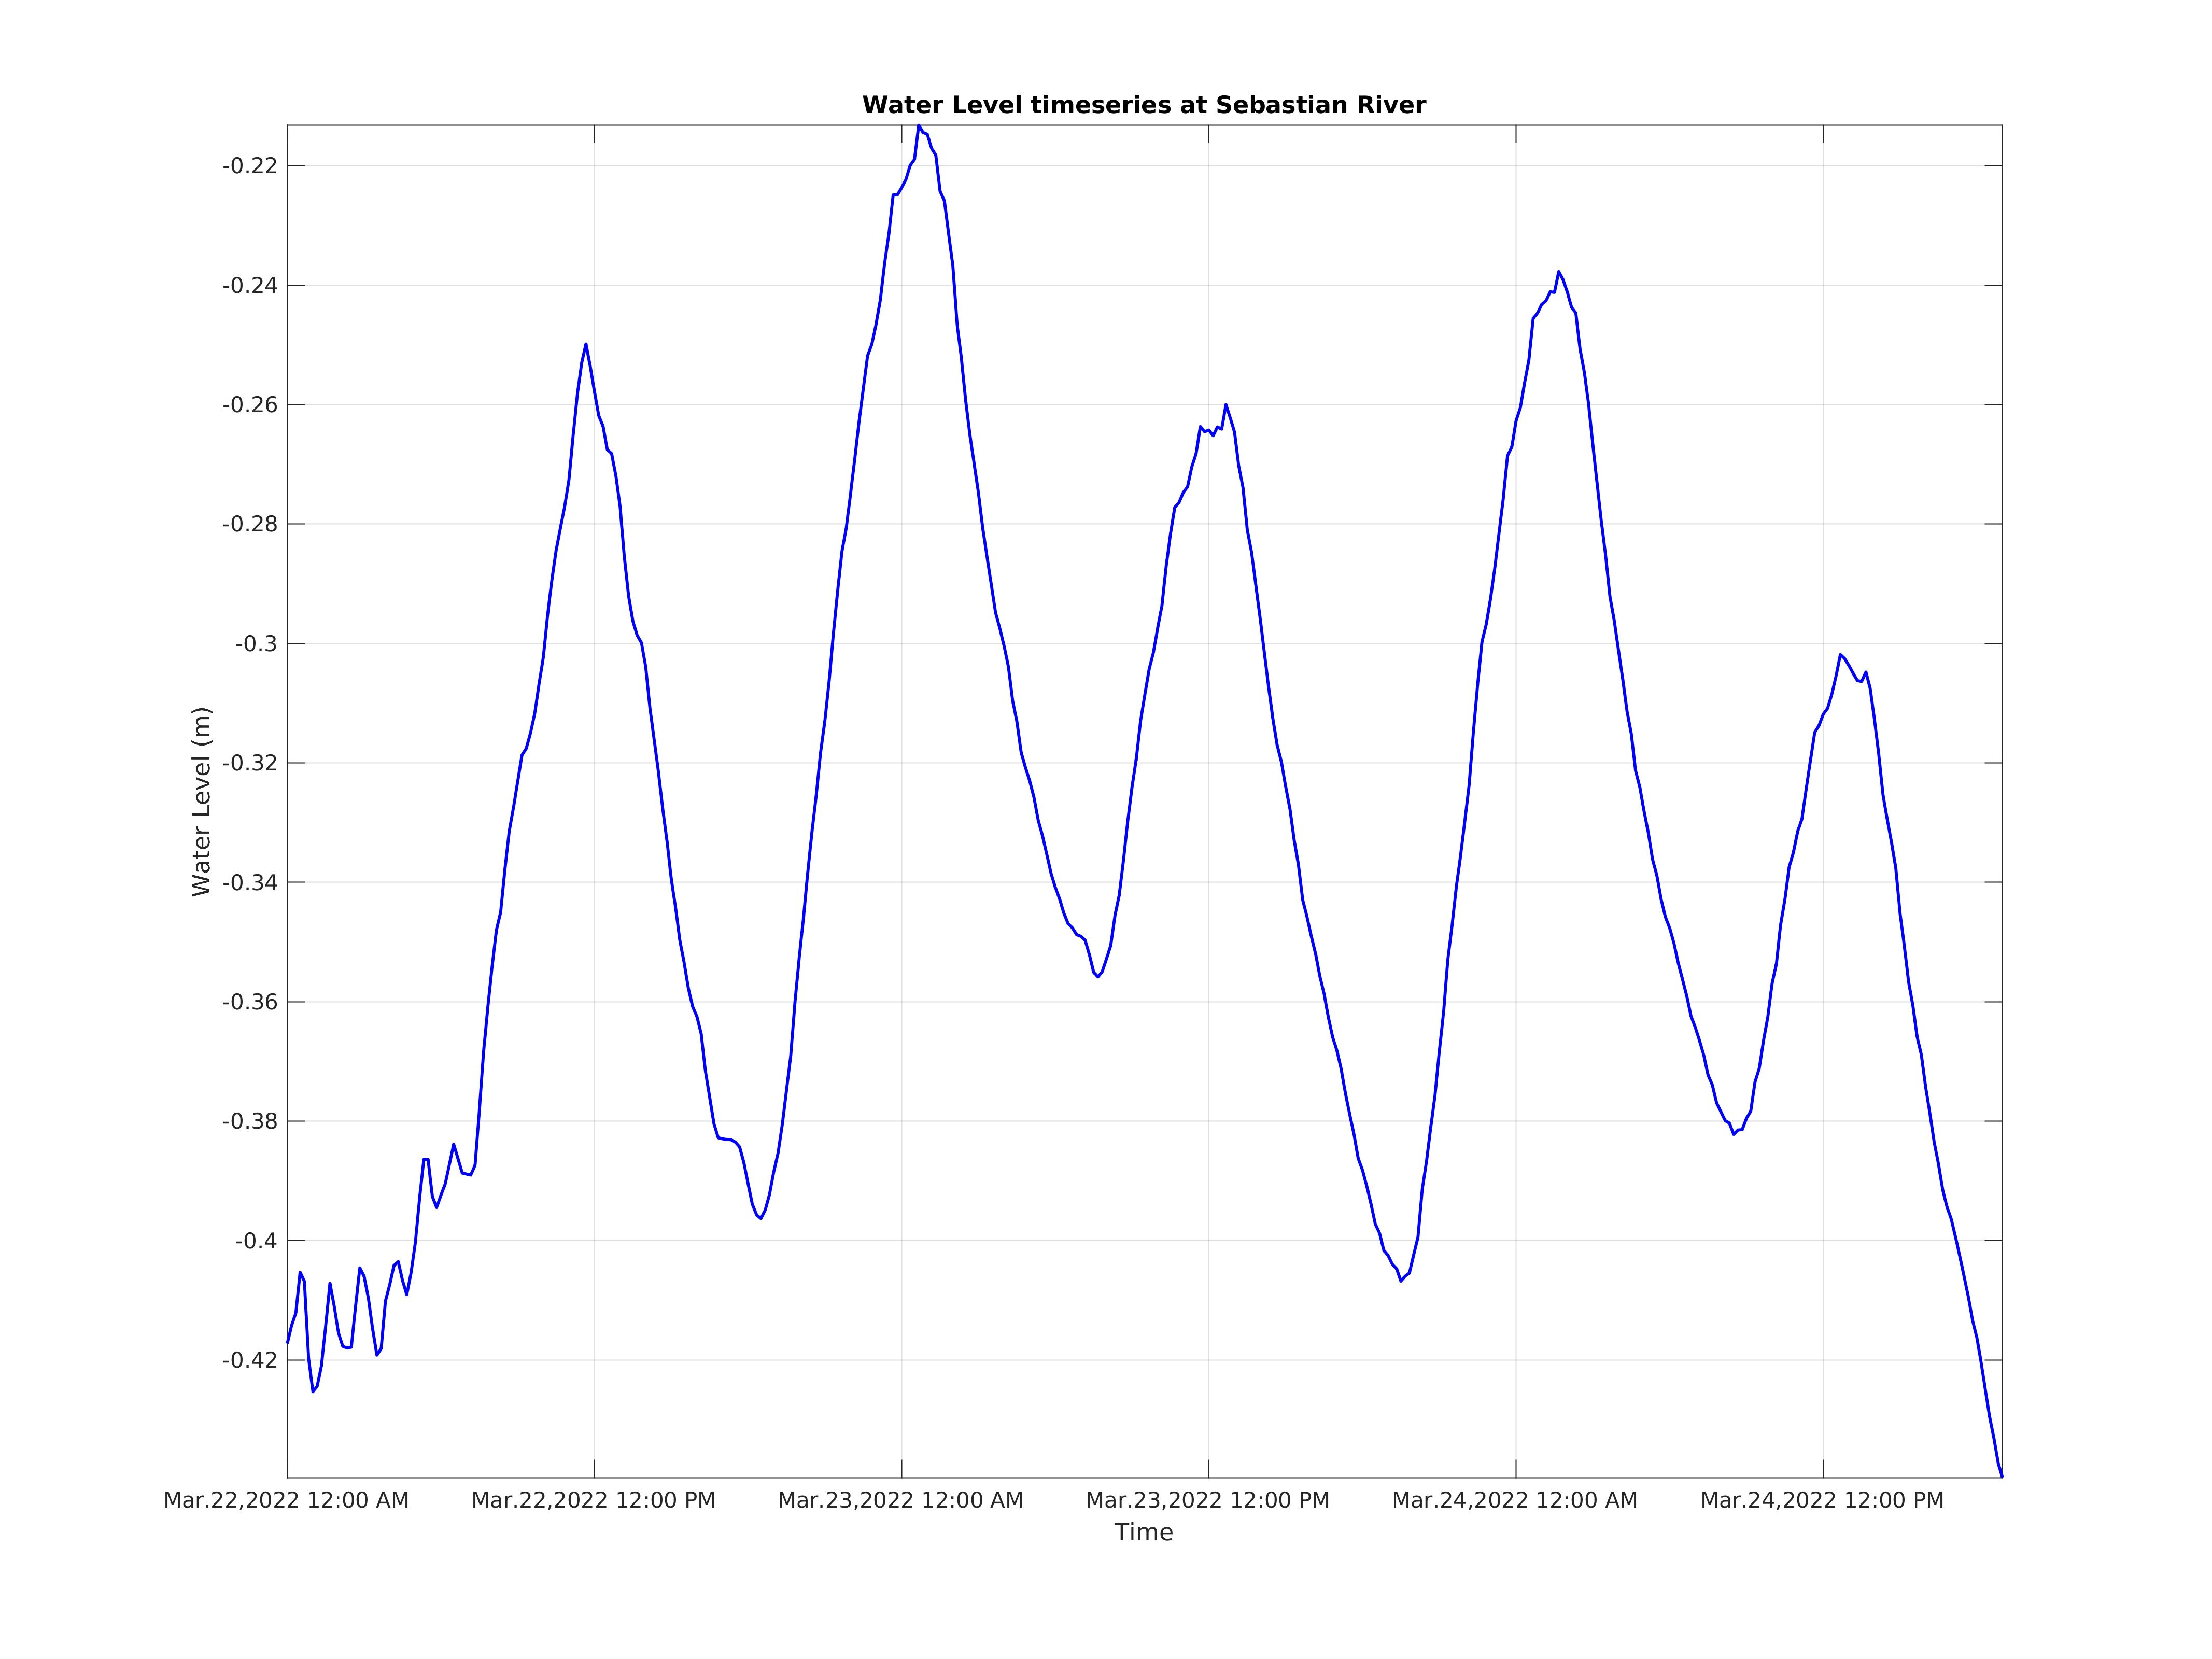 Water Level timeseries at Sebastian River
-0.22
-0.24
-0.26
-0.28
-0.3
-0.32
-0.34
-0.36
-0.38
-0.4
-0.42
Water Level (m)
Mar.22,2022 12:00 AM Mar.22,2022 12:00 PM Mar.23,2022 12:00 AM Mar.23,2022 12:00 PM Mar.24,2022 12:00 AM Mar.24,2022 12:00 PM
Time